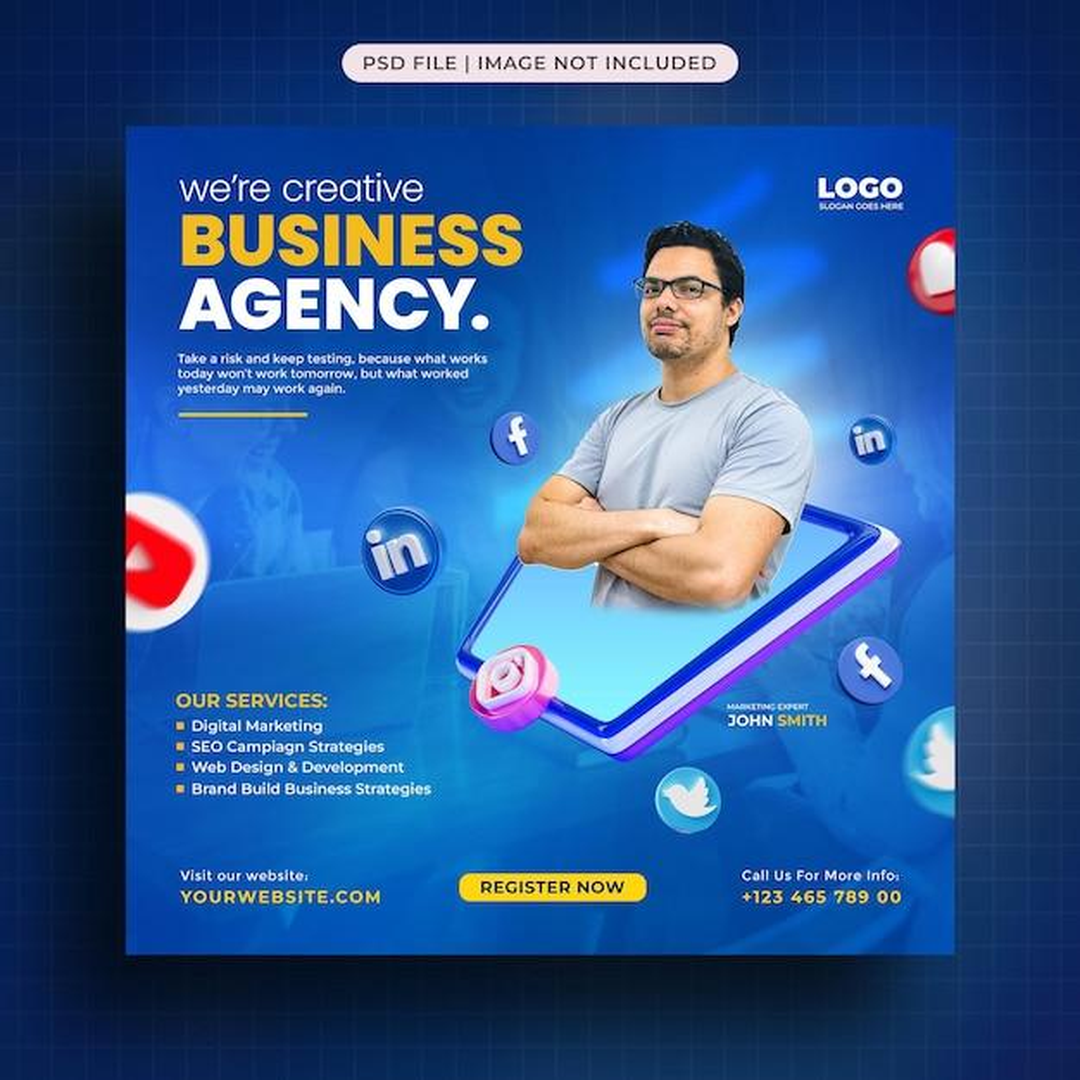 PSD FILE | IMAGE NOT INCLUDED
we're creative
BUSINESS
AGENCY.
Take a risk and keep testing, because what works
today won't work tomorrow, but what worked
yesterday may work again.
LOGO
SLOGAN GOES HERE
f
in
in
f
MARKETING EXPERT
JOHN SMITH
OUR SERVICES:
Digital Marketing
SEO Campiagn Strategies
Web Design & Development
Brand Build Business Strategies
Visit our website:
YOURWEBSITE.COM
REGISTER NOW
Call Us For More Info:
+123 465 789 00